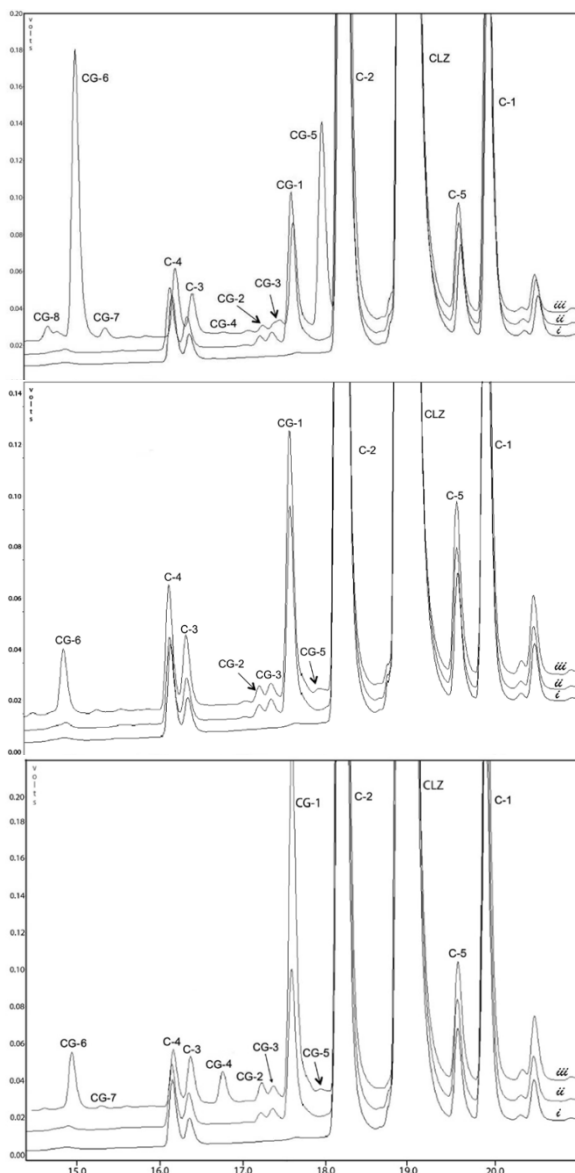 0.20
volts
CG-6
C-2
CLZ
0.18
C-1
0.16
0.14
CG-5
0.12
CG-1
0.10
C-5
0.08
C-4
C-3
0.06
CG-2
CG-3
0.04
CG-8
CG-7
CG-4
iii
ii
0.02
i
0.14
volts
CG-1
0.12
C-2
CLZ
C-1
0.10
C-5
0.08
C-4
0.06
C-3
CG-6
CG-2
CG-3
CG-5
0.04
iii
ii
0.02
i
0.00
volts
0.20
CG-1
C-2
CLZ
C-1
0.18
0.16
0.14
0.12
C-5
0.10
0.08
CG-6
C-4
C-3
CG-4
CG-3
CG-5
0.06
CG-7
CG-2
0.04
iii
ii
0.02
i
0.00
15.0 16.0 17.0 18.0 19.0 20.0